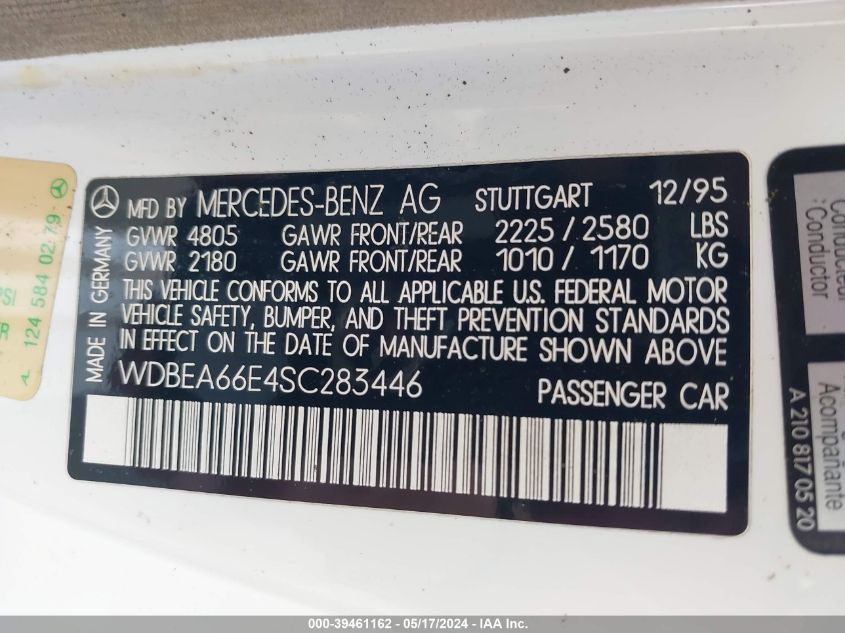 MFD BY MERCEDES-BENZ AG STUTTGART 12/95
GVWR 4805 GAWR FRONT/REAR 2225 / 2580 LBS
GVWR 2180 GAWR FRONT/REAR 1010 / 1170 KG
THIS VEHICLE CONFORMS TO ALL APPLICABLE U.S. FEDERAL MOTOR
VEHICLE SAFETY, BUMPER, AND THEFT PREVENTION STANDARDS
IN EFFECT ON THE DATE OF MANUFACTURE SHOWN ABOVE
WDBEA66E4SC283446 PASSENGER CAR
MADE IN GERMANY
A 124 584 02 79
Conductor
Acompañante
A 210 817 05 20
000-39461162 - 05/17/2024 - IAA Inc.